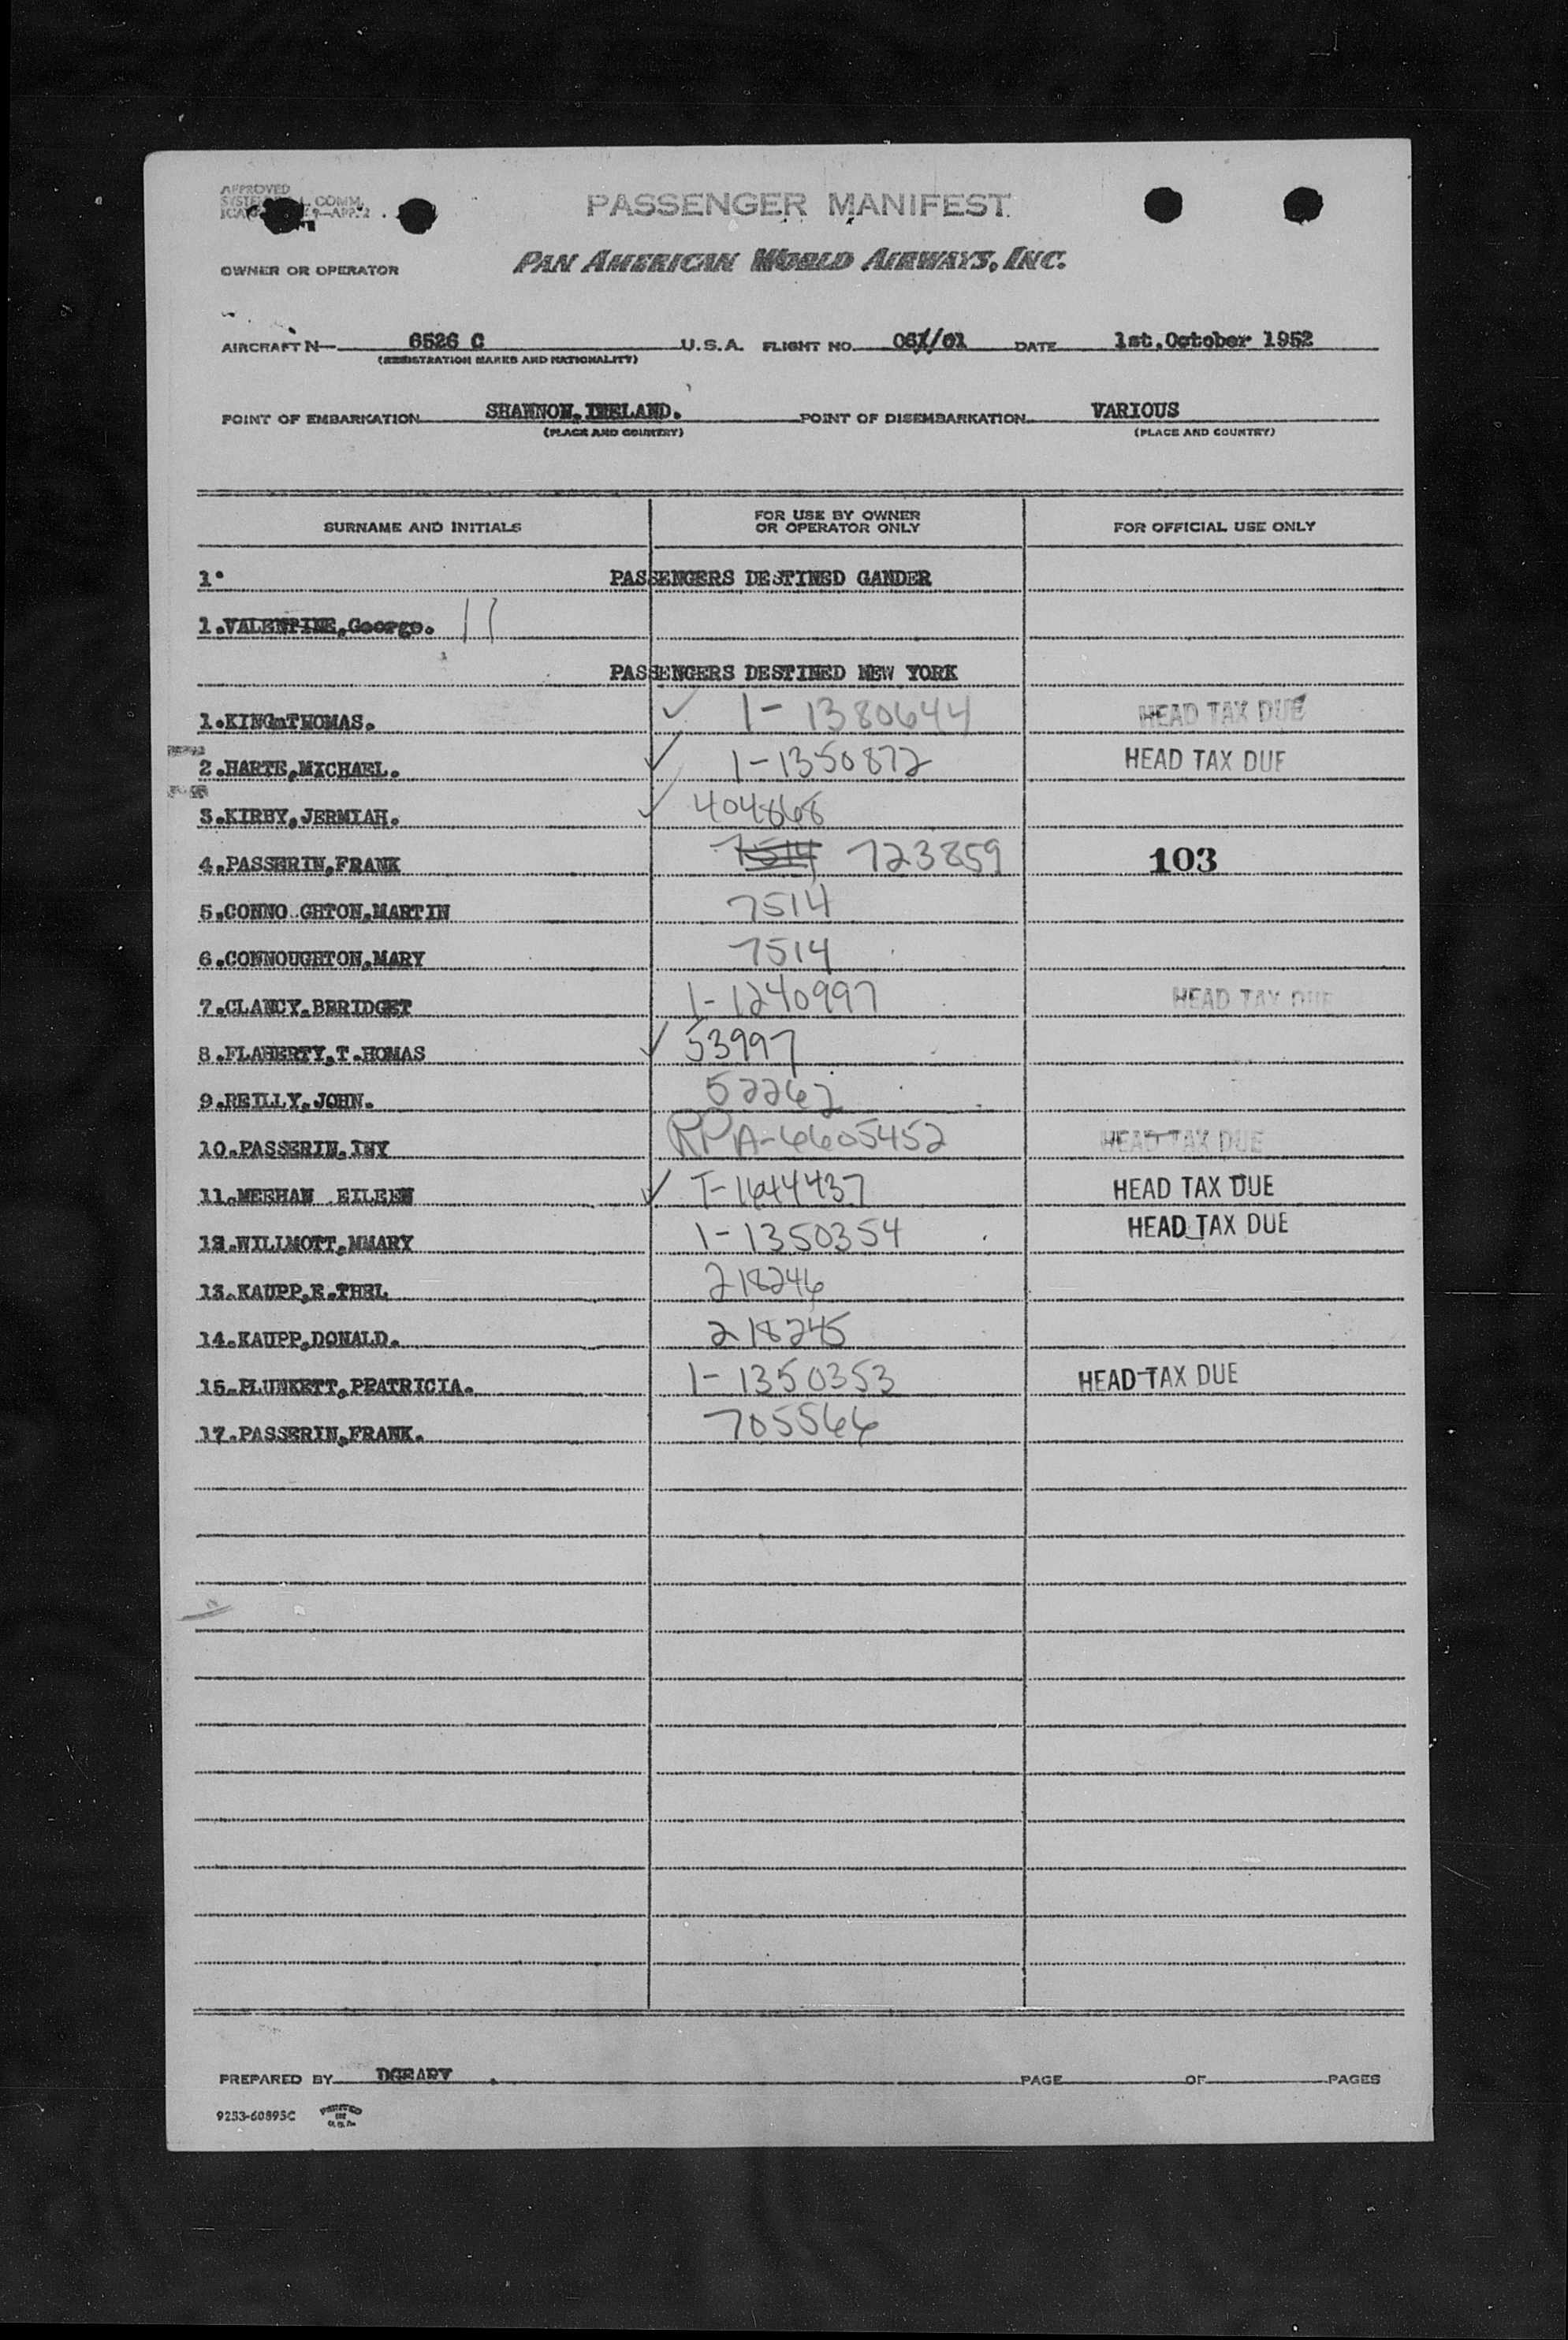 APPROVED
PASSENGER MANIFEST
OWNER OR OPERATOR PAN AMERICAN WORLD AIRWAYS, INC.
AIRCRAFT N 6526 C U.S.A. FLIGHT NO. DATE 1st.October 1952
(REGISTRATION MARKS AND NATIONALITY)
POINT OF EMBARKATION SHANNON,IRELAND. POINT OF DISEMBARKATION VARIOUS
(PLACE AND COUNTRY) (PLACE AND COUNTRY)
SURNAME AND INITIALS FOR USE BY OWNER OR OPERATOR ONLY FOR OFFICIAL USE ONLY
1. PASSENGERS DESTINED GANDER
1.VALENTINE,George.
PASSENGERS DESTINED NEW YORK
1.KINGmTHOMAS. ✓ 1-1380644 HEAD TAX DUE
2.HARTE,MICHAEL. ✓ 1-1350872 HEAD TAX DUE
3.KIRBY,JERMIAH. ✓ 404868
4.PASSERIN,FRANK 7514 723859 103
5.CONNO GHTON,MARTIN 7514
6.CONNOUGHTON,MARY 7514
7.CLANCY,BBRIDGET 1-1240997 HEAD TAX DUE
8.FLAHERTY,T.HOMAS ✓ 53997
9.REILLY,JOHN. 52262
10.PASSERIN,INY RPA-6605452 HEAD TAX DUE
11.MEEHAN EILEEN ✓ T-1644437 HEAD TAX DUE
12.WILLMOTT,MMARY 1-1350354 HEAD TAX DUE
13.KAUPP,E.THEL 218246
14.KAUPP,DONALD. 218245
15.PLUNKETT,PPATRICIA. 1-1350353 HEAD TAX DUE
17.PASSERIN,FRANK. 705566
PREPARED BY DGEARY . PAGE OF PAGES
9253-60895C PRINTED IN U.S.A.